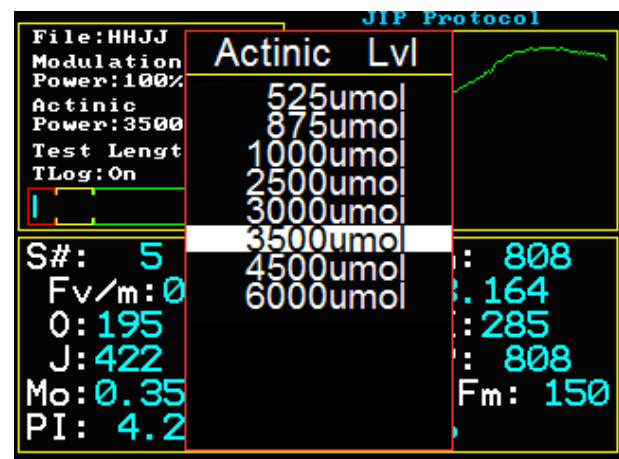 JIP Protocol
File:HHJJ
Modulation
Power:100%
Actinic
Power:3500
Test Lengt
TLog:On
Actinic Lvl
525umol
875umol
1000umol
2500umol
3000umol
3500umol
4500umol
6000umol
S#: 5
: 808
Fv/m:0
.164
O:195
:285
J:422
: 808
Mo:0.35
Fm: 150
PI: 4.2